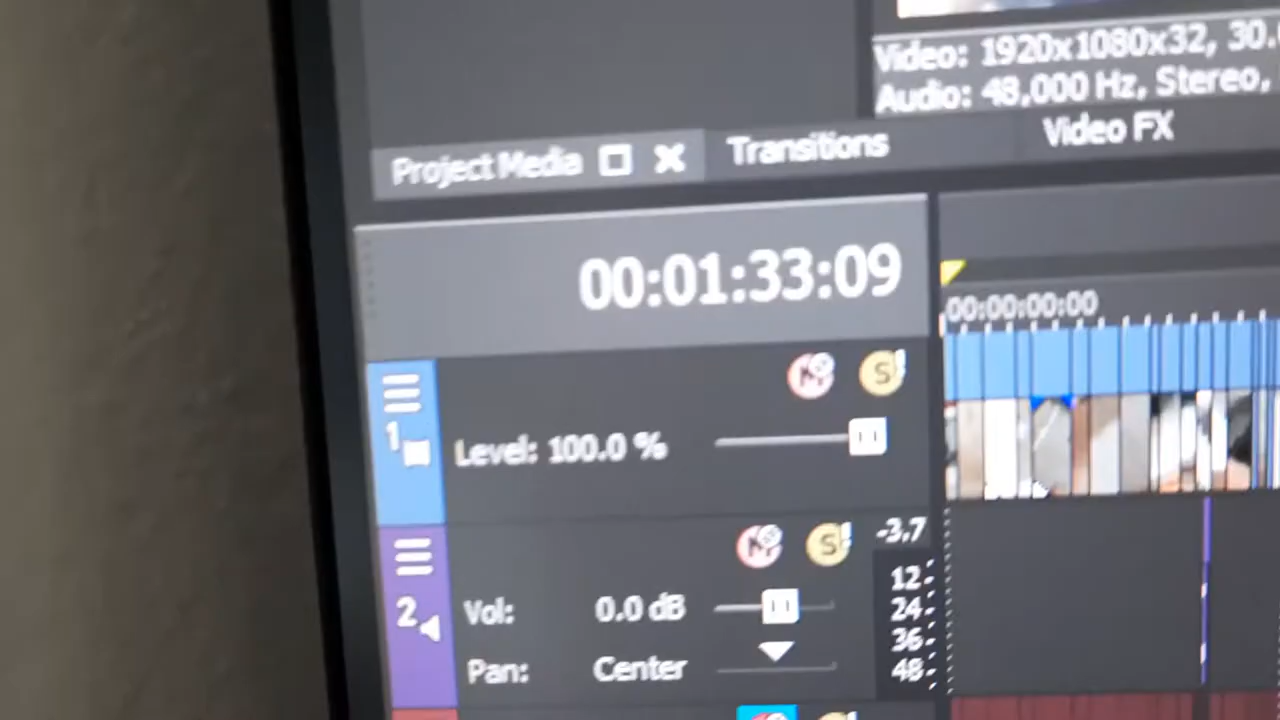 Video: 1920x1080x32, 30.
Audio: 48,000 Hz, Stereo,
Project Media
Transitions
Video FX
00:01:33:09
00:00:00:00
M S
1
Level: 100.0 %
M S
-3.7
2
Vol: 0.0 dB
Pan: Center
12
24
36
48